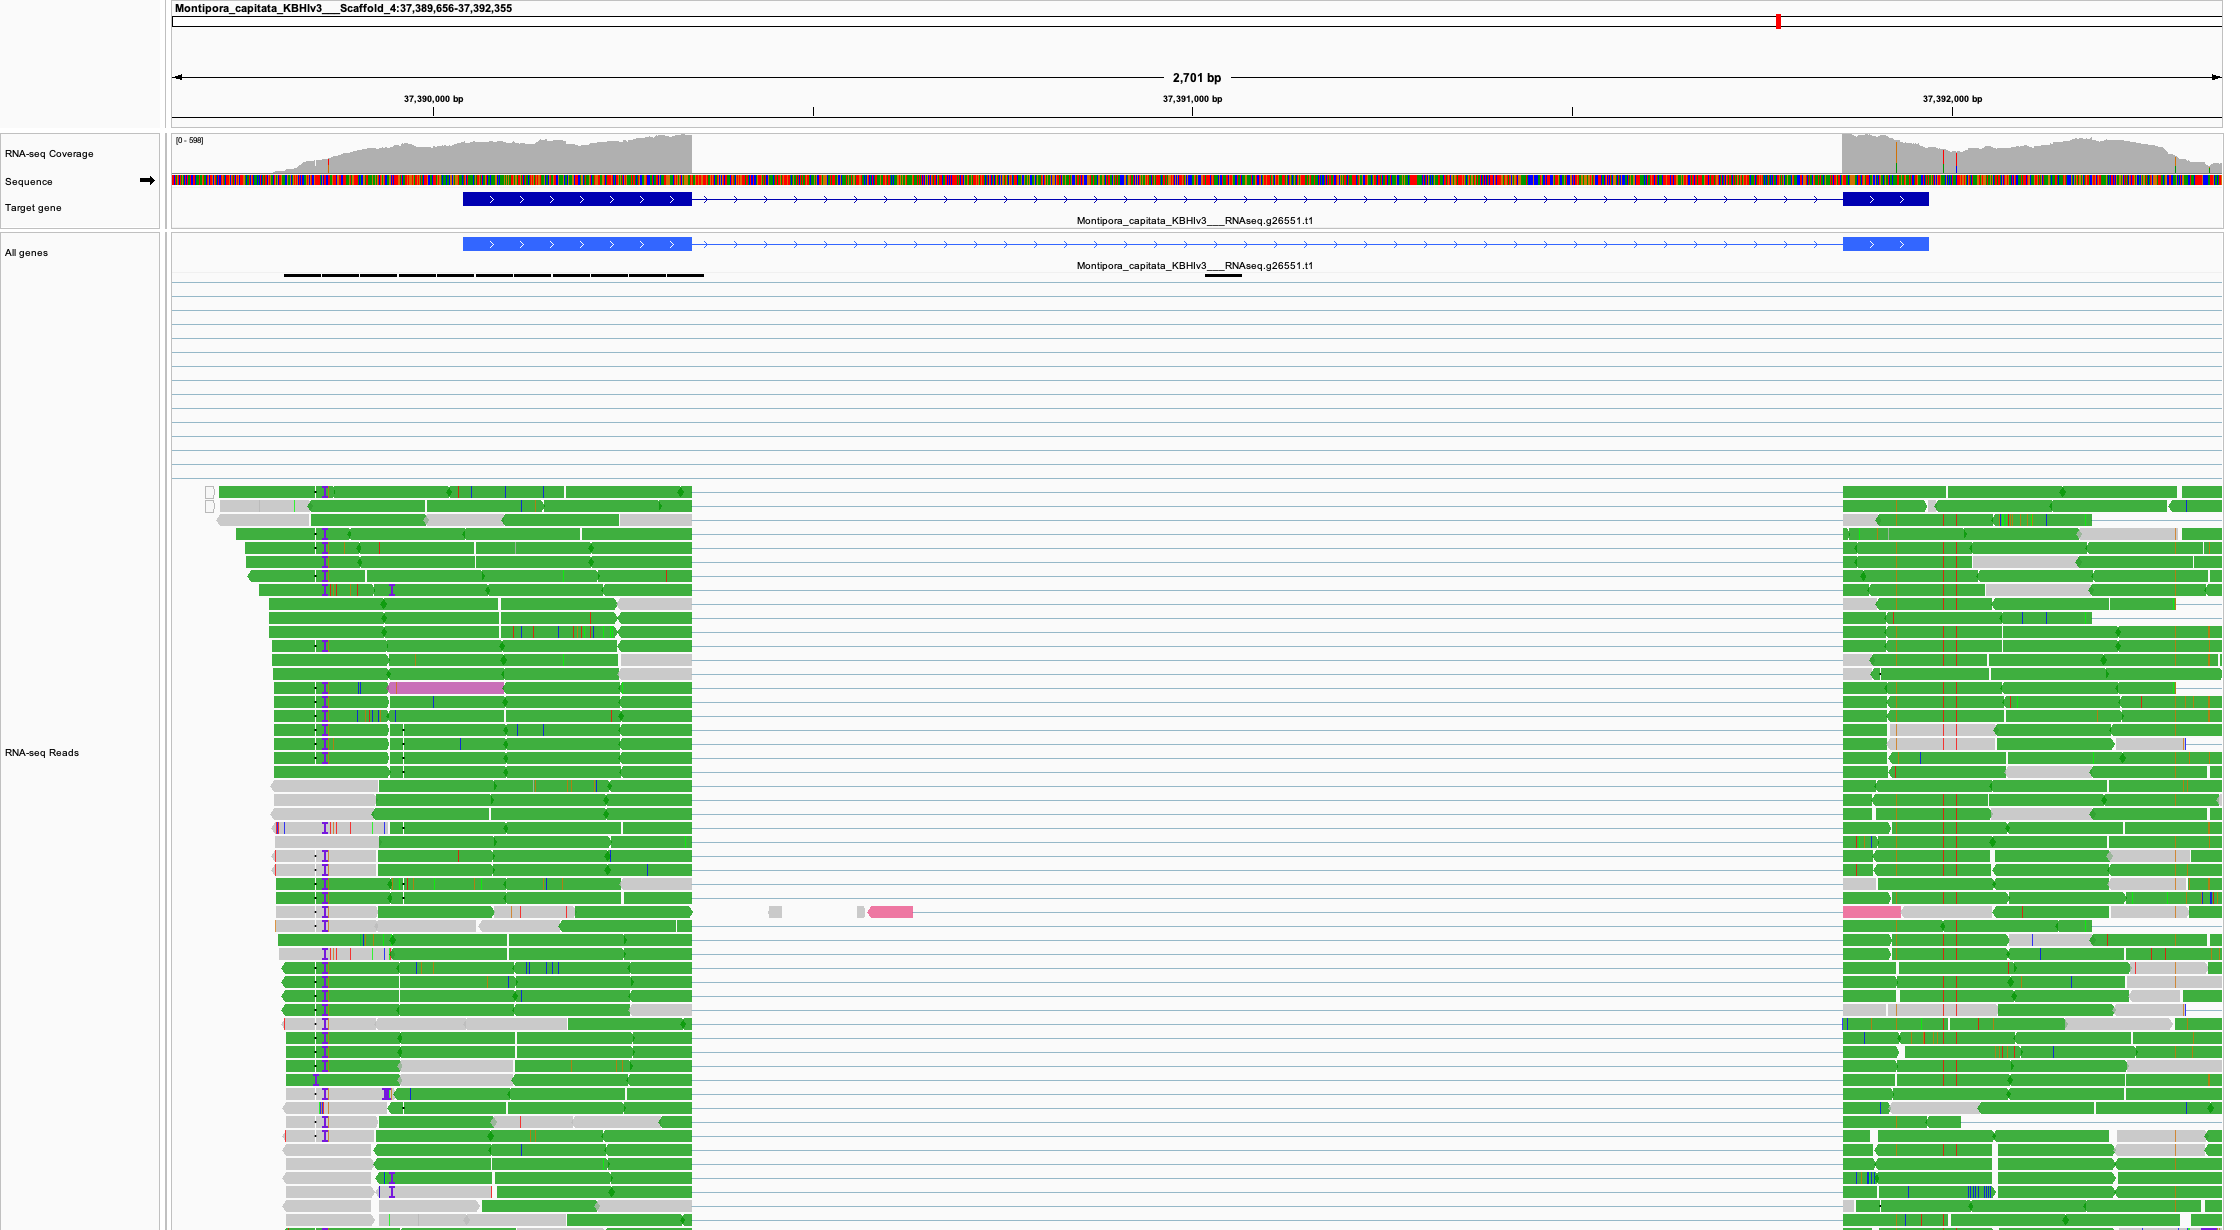 Montipora_capitata_KBHIv3___Scaffold_4:37,389,656-37,392,355
2,701 bp
37,390,000 bp
37,391,000 bp
37,392,000 bp
[0 - 598]
RNA-seq Coverage
Sequence
Target gene
Montipora_capitata_KBHIv3___RNAseq.g26551.t1
All genes
Montipora_capitata_KBHIv3___RNAseq.g26551.t1
RNA-seq Reads